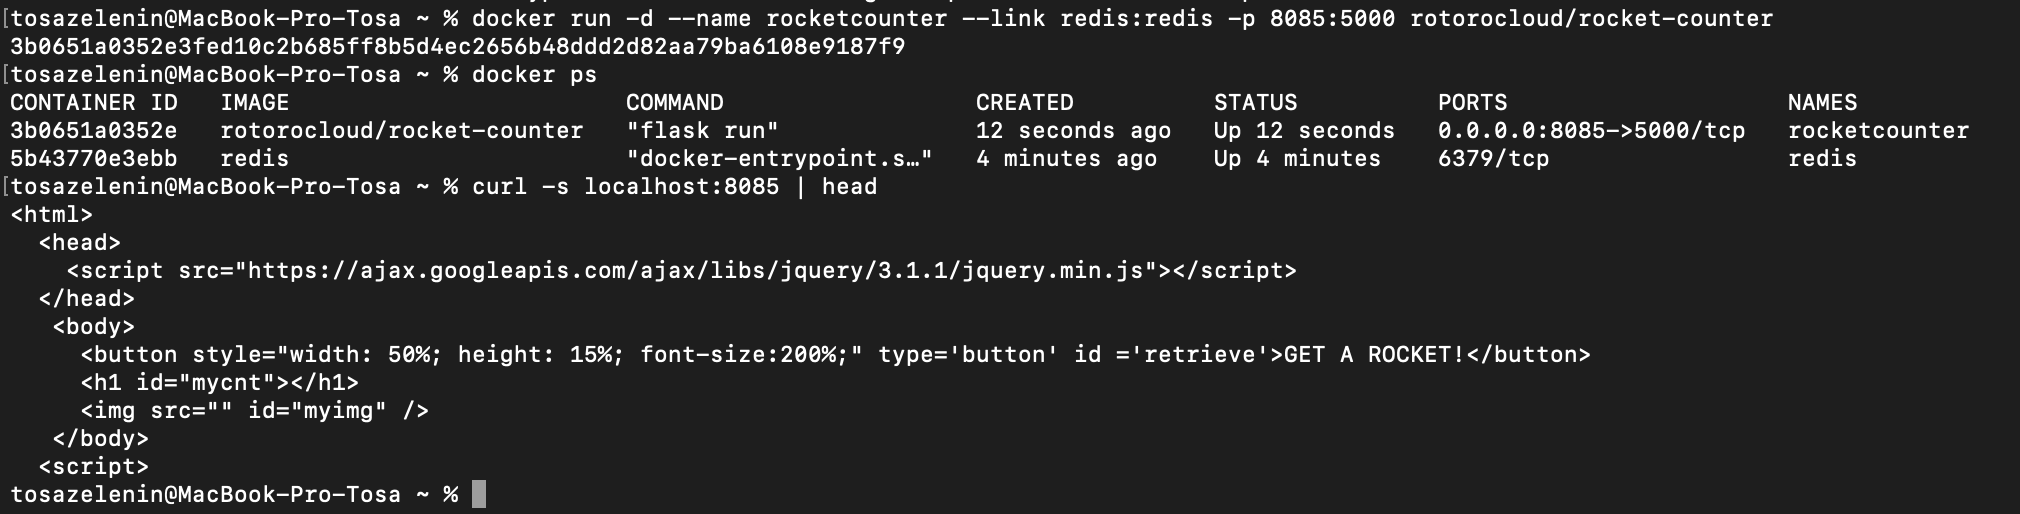 [tosazelenin@MacBook-Pro-Tosa ~ % docker run -d --name rocketcounter --link redis:redis -p 8085:5000 rotorocloud/rocket-counter
3b0651a0352e3fed10c2b685ff8b5d4ec2656b48ddd2d82aa79ba6108e9187f9
[tosazelenin@MacBook-Pro-Tosa ~ % docker ps
CONTAINER ID   IMAGE                        COMMAND                  CREATED          STATUS          PORTS                    NAMES
3b0651a0352e   rotorocloud/rocket-counter   "flask run"              12 seconds ago   Up 12 seconds   0.0.0.0:8085->5000/tcp   rocketcounter
5b43770e3ebb   redis                        "docker-entrypoint.s…"   4 minutes ago    Up 4 minutes    6379/tcp                 redis
[tosazelenin@MacBook-Pro-Tosa ~ % curl -s localhost:8085 | head
<html>
  <head>
    <script src="https://ajax.googleapis.com/ajax/libs/jquery/3.1.1/jquery.min.js"></script>
  </head>
   <body>
     <button style="width: 50%; height: 15%; font-size:200%;" type='button' id ='retrieve'>GET A ROCKET!</button>
     <h1 id="mycnt"></h1>
     <img src="" id="myimg" />
   </body>
  <script>
tosazelenin@MacBook-Pro-Tosa ~ %